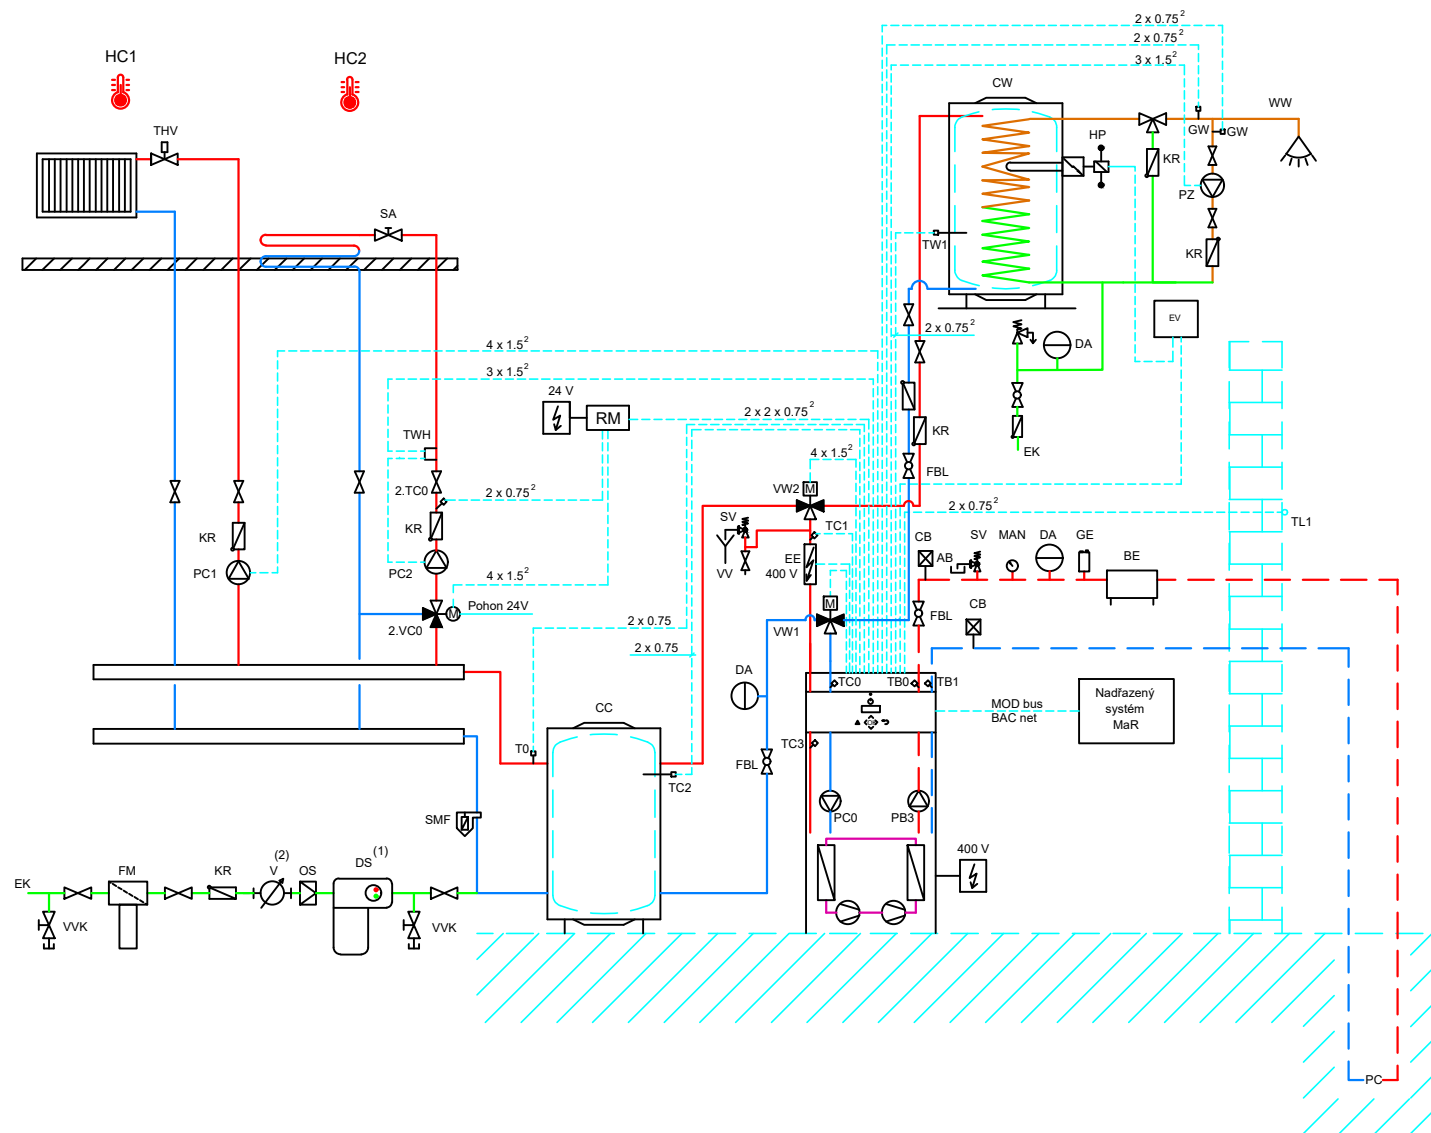 2 x 0.75²
2 x 0.75²
3 x 1.5²
HC1
HC2
CW
WW
THV
GW
GW
HP
KR
PZ
SA
TW1
KR
EV
2 x 0.75²
DA
4 x 1.5²
3 x 1.5²
24 V
RM
2 x 2 x 0.75²
TWH
KR
EK
4 x 1.5²
FBL
2.TC0
2 x 0.75²
VW2
M
2 x 0.75²
SV
TL1
KR
KR
TC1
CB
SV
MAN
DA
GE
BE
AB
EE
400 V
VV
PC1
PC2
4 x 1.5²
M
CB
M
Pohon 24V
FBL
2 x 0.75
VW1
2.VC0
2 x 0.75
DA
TC0
TB0
TB1
MOD bus
BAC net
Nadřazený
systém
MaR
CC
T0
TC3
FBL
TC2
SMF
PC0
PB3
400 V
EK
FM
KR
(2)
V
OS
(1)
DS
VVK
VVK
PC